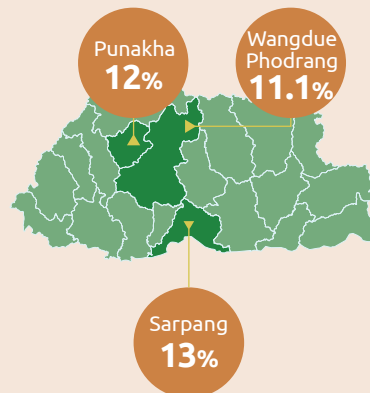 Punakha
12%
Wangdue
Phodrang
11.1%
Sarpang
13%